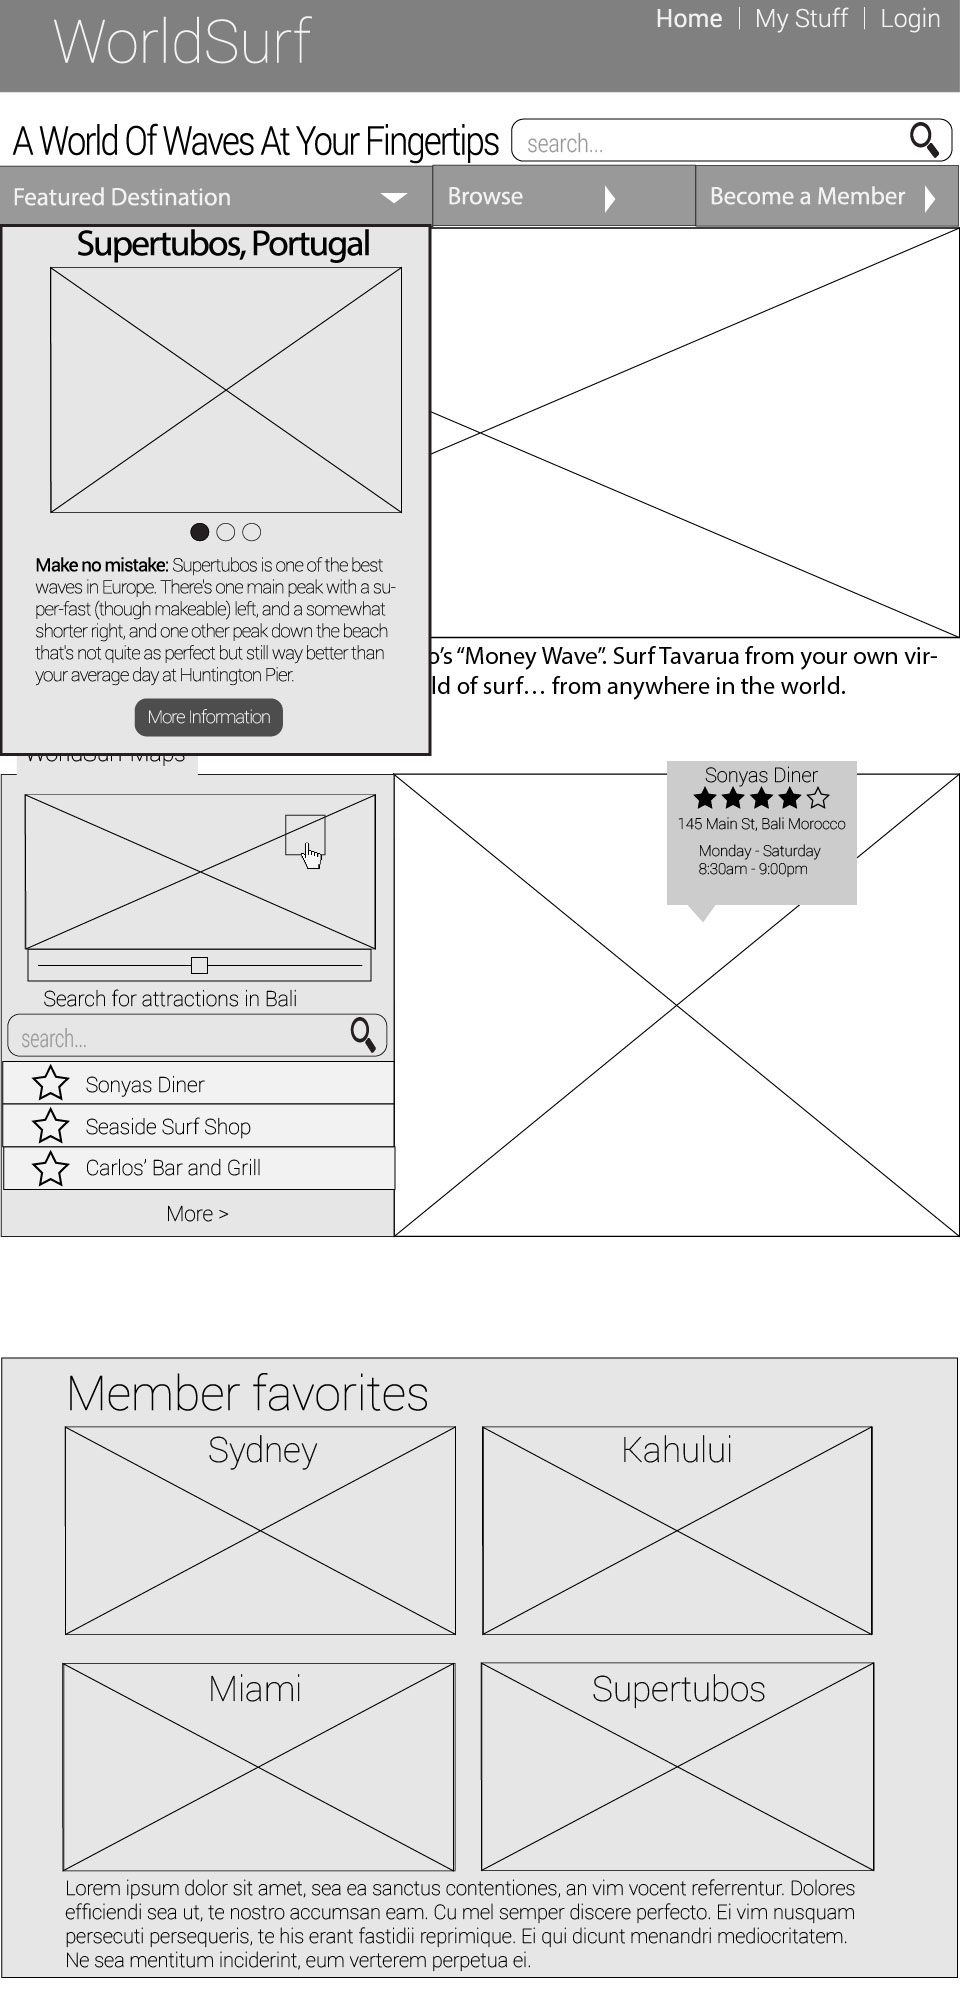 WorldSurf
Home | My Stuff | Login
A World Of Waves At Your Fingertips
search...
Featured Destination
Browse
Become a Member
Supertubos, Portugal
Make no mistake: Supertubos is one of the best
waves in Europe. There's one main peak with a su-
per-fast (though makeable) left, and a somewhat
shorter right, and one other peak down the beach
that's not quite as perfect but still way better than
your average day at Huntington Pier.
More Information
o's “Money Wave”. Surf Tavarua from your own vir-
ld of surf… from anywhere in the world.
WorldSurf Maps
Sonyas Diner
145 Main St, Bali Morocco
Monday - Saturday
8:30am - 9:00pm
Search for attractions in Bali
search...
Sonyas Diner
Seaside Surf Shop
Carlos’ Bar and Grill
More >
Member favorites
Sydney
Kahului
Miami
Supertubos
Lorem ipsum dolor sit amet, sea ea sanctus contentiones, an vim vocent referrentur. Dolores
efficiendi sea ut, te nostro accumsan eam. Cu mel semper discere perfecto. Ei vim nusquam
persecuti persequeris, te his erant fastidii reprimique. Ei qui dicunt menandri mediocritatem.
Ne sea mentitum inciderint, eum verterem perpetua ei.